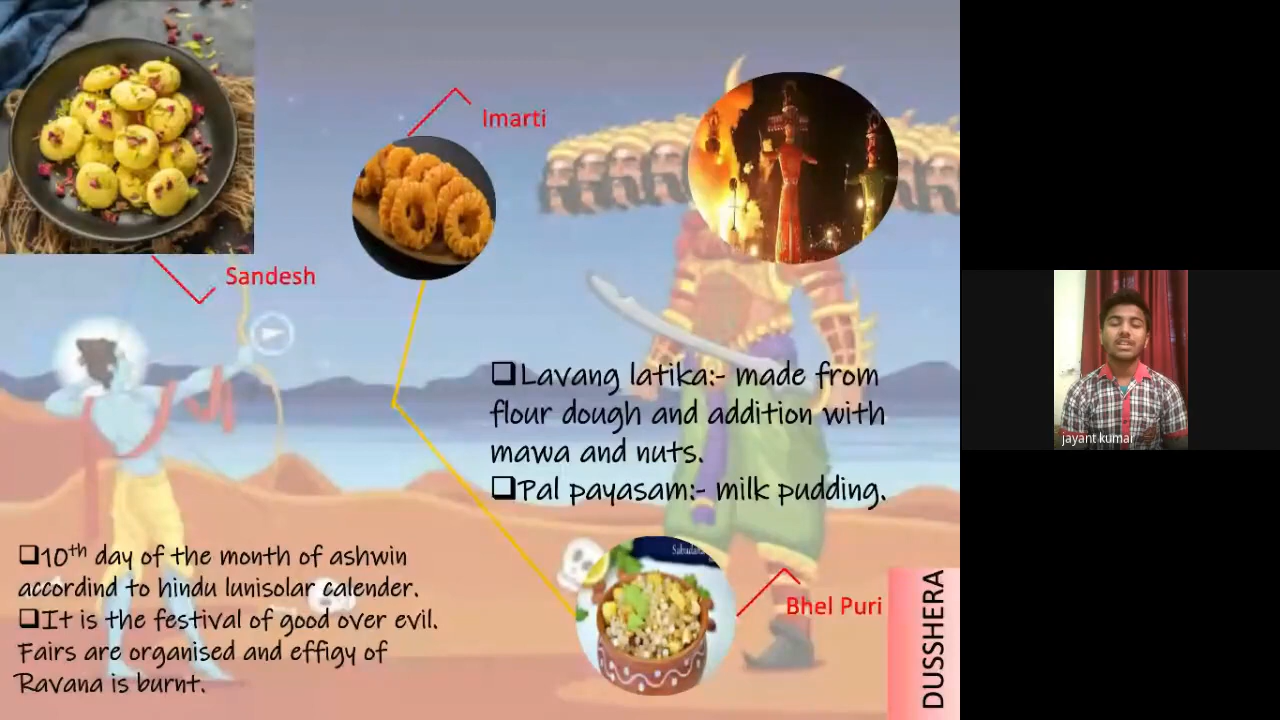 Imarti
Sandesh
❑Lavang latika:- made from
flour dough and addition with
mawa and nuts.
❑Pal payasam:- milk pudding.
jayant kumar
❑10th day of the month of ashwin
accordind to hindu lunisolar calender.
❑It is the festival of good over evil.
Fairs are organised and effigy of
Ravana is burnt.
Bhel Puri
DUSSHERA